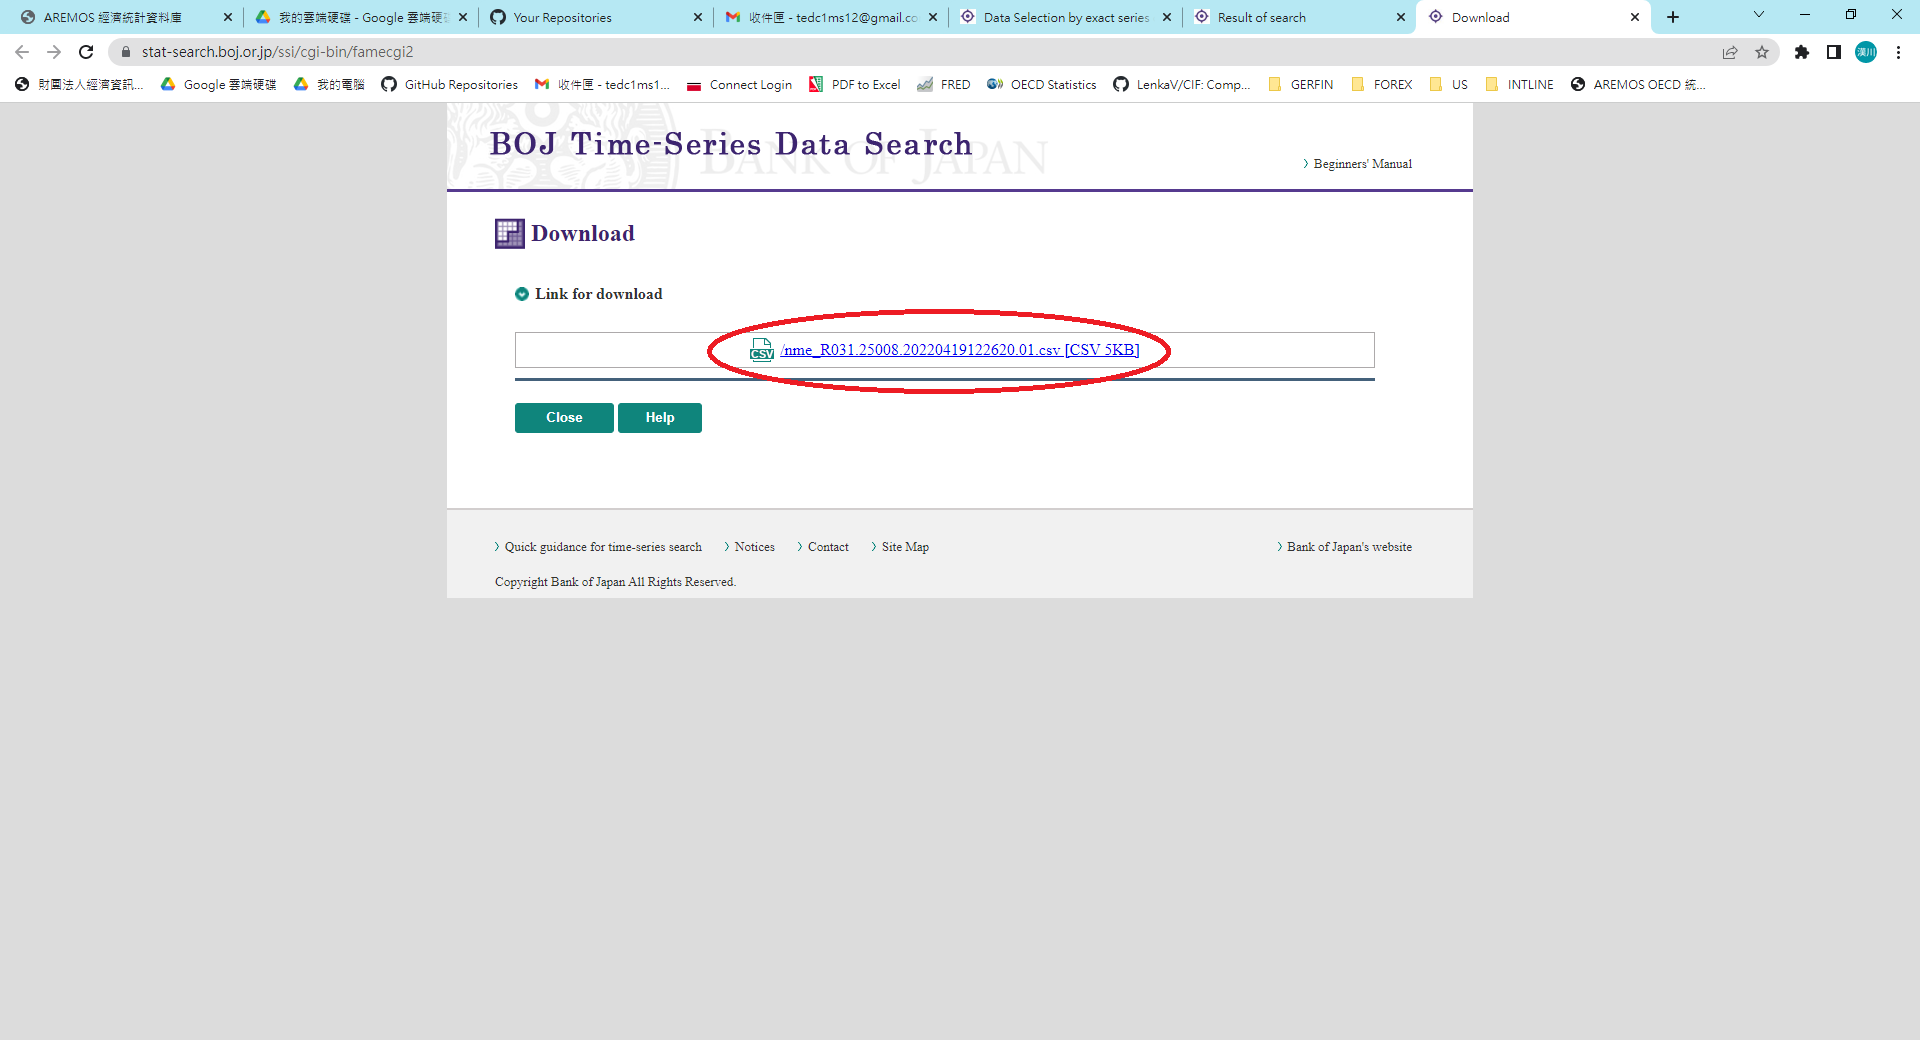 AREMOS 經濟統計資料庫
我的雲端硬碟 - Google 雲端硬
Your Repositories
收件匣 - tedc1ms12@gmail.co
Data Selection by exact series
Result of search
Download
stat-search.boj.or.jp/ssi/cgi-bin/famecgi2
漢川
財團法人經濟資訊...
Google 雲端硬碟
我的電腦
GitHub Repositories
收件匣 - tedc1ms1...
Connect Login
PDF to Excel
FRED
OECD Statistics
LenkaV/CIF: Comp...
GERFIN
FOREX
US
INTLINE
AREMOS OECD 統...
BANK OF JAPAN
BOJ Time-Series Data Search
Beginners' Manual
Download
Link for download
CSV
/nme_R031.25008.20220419122620.01.csv [CSV 5KB]
Close
Help
Quick guidance for time-series search
Notices
Contact
Site Map
Bank of Japan's website
Copyright Bank of Japan All Rights Reserved.